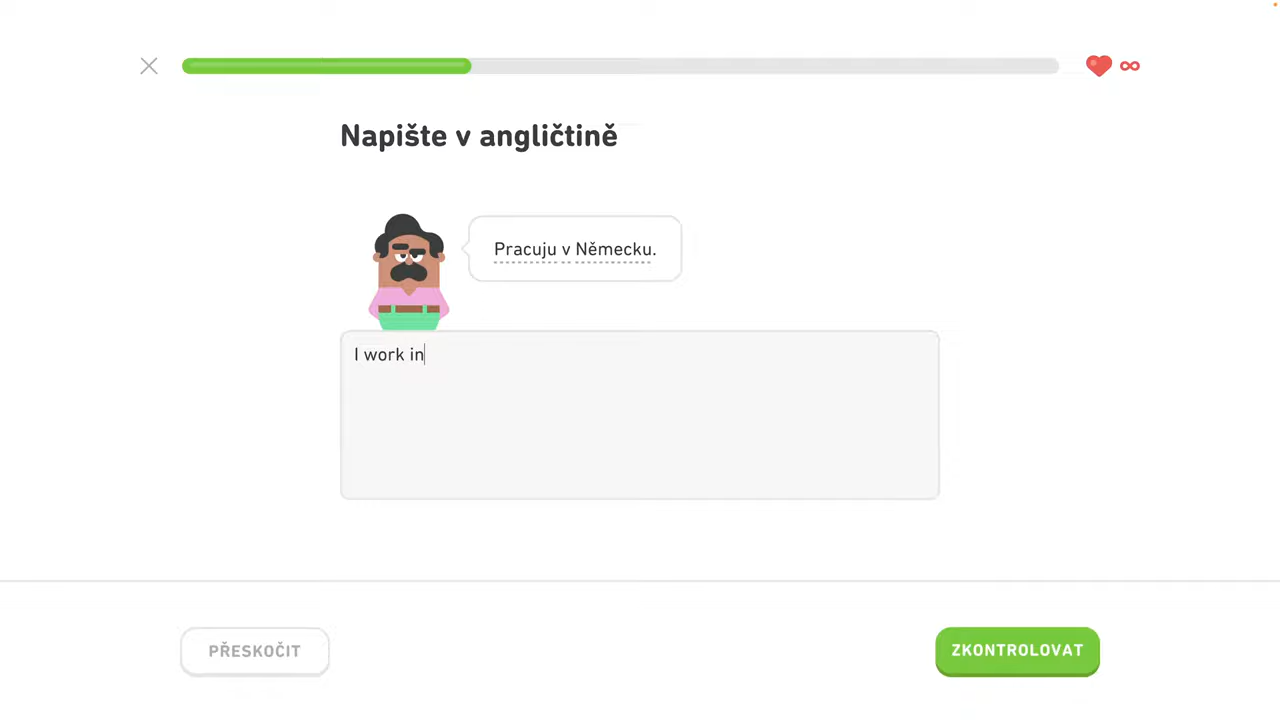 ∞
Napište v angličtině
Pracuju v Německu.
I work in
PŘESKOČIT
ZKONTROLOVAT